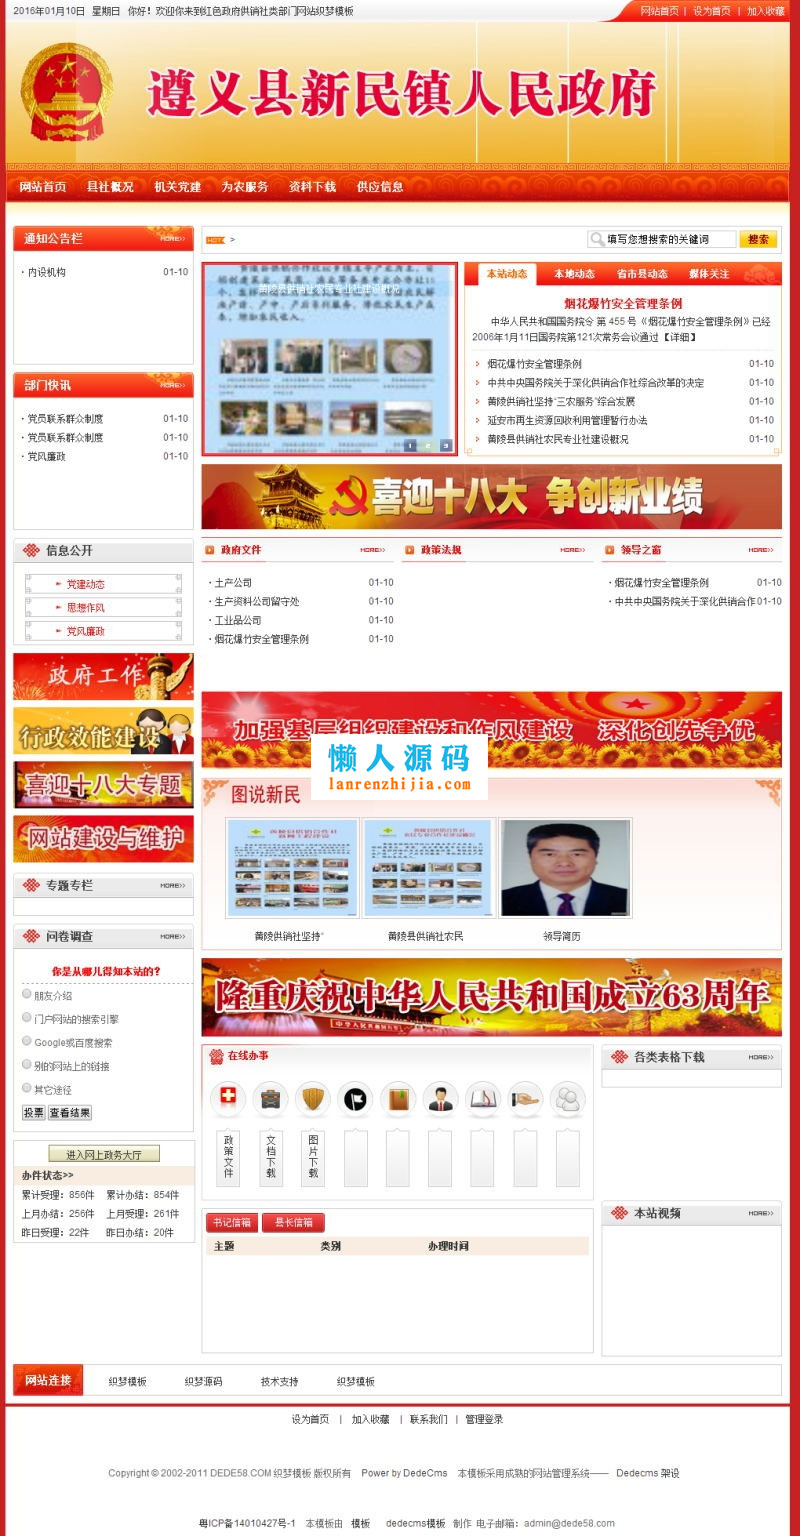 2016年01月10日 星期日 你好！欢迎你来到红色政府供销社类部门网站织梦模板
网站首页 | 设为首页 | 加入收藏
遵义县新民镇人民政府
网站首页 县社概况 机关党建 为农服务 资料下载 供应信息
通知公告栏 MORE>>
· 内设机构 01-10
部门快讯 MORE>>
· 党员联系群众制度 01-10
· 党员联系群众制度 01-10
· 党风廉政 01-10
信息公开
党建动态
思想作风
党风廉政
政府工作
行政效能建设
喜迎十八大专题
网站建设与维护
专题专栏 MORE>>
问卷调查 MORE>>
你是从哪儿得知本站的？
朋友介绍
门户网站的搜索引擎
Google或百度搜索
别的网站上的链接
其它途径
投票 查看结果
进入网上政务大厅
办件状态>>
累计受理：856件 累计办结：854件
上月办结：256件 上月受理：261件
昨日受理：22件 昨日办结：20件
HOT >
填写您想搜索的关键词 搜索
黄陵县供销社农民专业社建设概况
1 2 3
本站动态 本地动态 省市县动态 媒体关注
烟花爆竹安全管理条例
中华人民共和国国务院令 第 455 号《烟花爆竹安全管理条例》已经
2006年1月11日国务院第121次常务会议通过【详细】
烟花爆竹安全管理条例 01-10
中共中央国务院关于深化供销合作社综合改革的决定 01-10
黄陵供销社坚持“三农服务”综合发展 01-10
延安市再生资源回收利用管理暂行办法 01-10
黄陵县供销社农民专业社建设概况 01-10
喜迎十八大 争创新业绩
政府文件 MORE>>
· 土产公司 01-10
· 生产资料公司留守处 01-10
· 工业品公司 01-10
· 烟花爆竹安全管理条例 01-10
政策法规 MORE>>
领导之窗 MORE>>
· 烟花爆竹安全管理条例 01-10
· 中共中央国务院关于深化供销合作 01-10
加强基层组织建设和作风建设 深化创先争优
懒人源码
lanrenzhijia.com
图说新民
黄陵供销社坚持“ 黄陵县供销社农民 领导简历
隆重庆祝中华人民共和国成立63周年
在线办事
政策文件 文档下载 图片下载
各类表格下载 MORE>>
书记信箱 县长信箱
主题 类别 办理时间
本站视频 MORE>>
网站连接 织梦模板 织梦源码 技术支持 织梦模板
设为首页 | 加入收藏 | 联系我们 | 管理登录
Copyright © 2002-2011 DEDE58.COM 织梦模板 版权所有 Power by DedeCms 本模板采用成熟的网站管理系统—— Dedecms 架设
粤ICP备14010427号-1 本模板由 模板 dedecms模板 制作 电子邮箱：admin@dede58.com